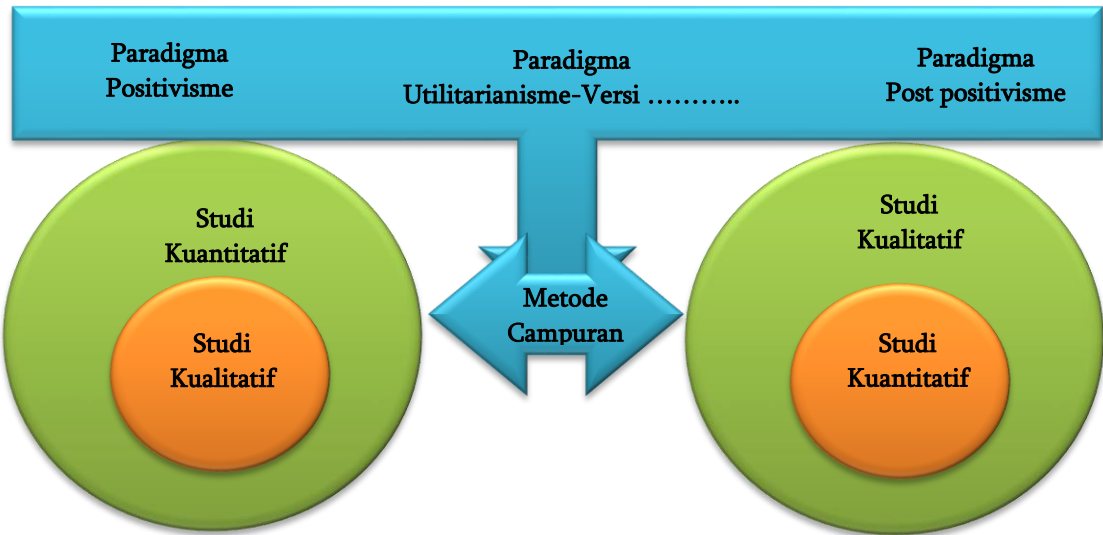 Paradigma
Positivisme
Paradigma
Utilitarianisme-Versi ………..
Paradigma
Post positivisme
Studi
Kuantitatif
Studi
Kualitatif
Metode
Campuran
Studi
Kualitatif
Studi
Kuantitatif